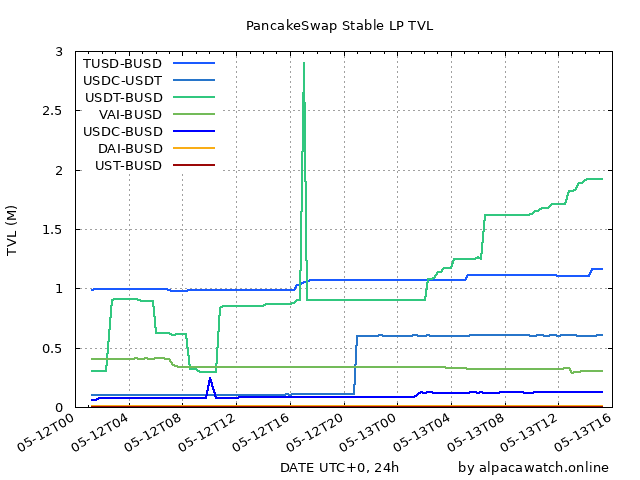 PancakeSwap Stable LP TVL
3
2.5
2
1.5
1
0.5
0
TVL (M)
TUSD-BUSD
USDC-USDT
USDT-BUSD
VAI-BUSD
USDC-BUSD
DAI-BUSD
UST-BUSD
05-12T00
05-12T04
05-12T08
05-12T12
05-12T16
05-12T20
05-13T00
05-13T04
05-13T08
05-13T12
05-13T16
DATE UTC+0, 24h
by alpacawatch.online